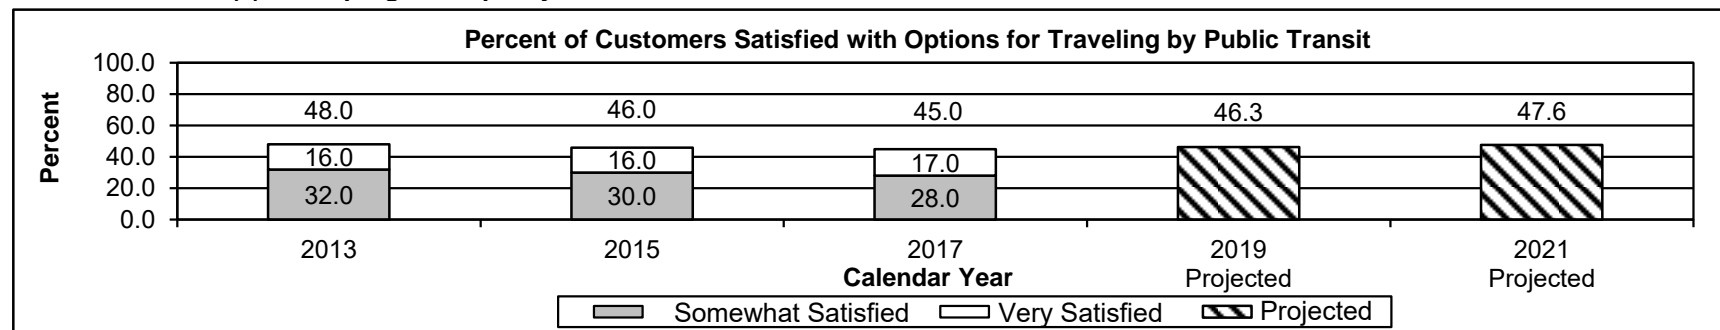 Percent of Customers Satisfied with Options for Traveling by Public Transit
Percent
100.0
80.0
60.0
40.0
20.0
0.0
48.0 46.0 45.0 46.3 47.6
16.0 16.0 17.0
32.0 30.0 28.0
2013 2015 2017 2019 2021
Calendar Year Projected Projected
Somewhat Satisfied Very Satisfied Projected